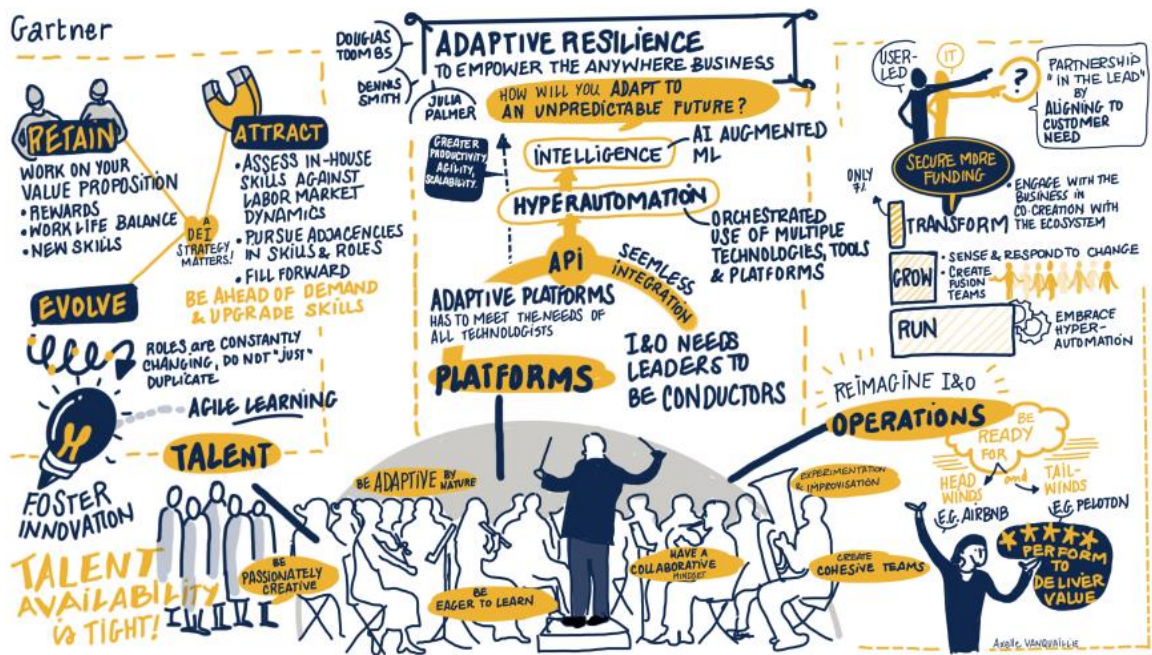 Gartner
DOUGLAS
TOOMBS
DENNIS
SMITH
JULIA
PALMER
ADAPTIVE RESILIENCE
TO EMPOWER THE ANYWHERE BUSINESS
HOW WILL YOU ADAPT TO
AN UNPREDICTABLE FUTURE?
RETAIN
WORK ON YOUR
VALUE PROPOSITION
• REWARDS
• WORK LIFE BALANCE
• NEW SKILLS
ATTRACT
• ASSESS IN-HOUSE
SKILLS AGAINST
LABOR MARKET
DYNAMICS
• PURSUE ADJACENCIES
IN SKILLS & ROLES
• FILL FORWARD
BE AHEAD OF DEMAND
& UPGRADE SKILLS
A
DEI
STRATEGY
MATTERS!
EVOLVE
ROLES ARE CONSTANTLY
CHANGING, DO NOT "JUST"
DUPLICATE
AGILE LEARNING
FOSTER
INNOVATION
TALENT
TALENT
AVAILABILITY
iS TIGHT!
GREATER
PRODUCTIVITY,
AGILITY,
SCALABILITY.
INTELLIGENCE
AI AUGMENTED
ML
HYPERAUTOMATION
• ORCHESTRATED
USE OF MULTIPLE
TECHNOLOGIES, TOOLS
& PLATFORMS
API
SEEMLESS
INTEGRATION
ADAPTIVE PLATFORMS
HAS TO MEET THE NEEDS OF
ALL TECHNOLOGISTS
PLATFORMS
I&O NEEDS
LEADERS TO
BE CONDUCTORS
USER-
LED
IT
?
PARTNERSHIP
"IN THE LEAD"
BY
ALIGNING TO
CUSTOMER
NEED
SECURE MORE
FUNDING
ONLY
7%
TRANSFORM
• ENGAGE WITH THE
BUSINESS IN
CO-CREATION WITH
THE ECOSYSTEM
GROW
• SENSE & RESPOND TO CHANGE
• CREATE
FUSION
TEAMS
RUN
EMBRACE
HYPER-
AUTOMATION
REIMAGINE I&O
OPERATIONS
BE
READY
FOR
HEAD
WINDS
and
TAIL-
WINDS
E.G. AIRBNB
E.G. PELOTON
PERFORM
TO
DELIVER
VALUE
BE ADAPTIVE BY
NATURE
EXPERIMENTATION
& IMPROVISATION
BE
PASSIONATELY
CREATIVE
BE
EAGER TO LEARN
HAVE A
COLLABORATIVE
MINDSET
CREATE
COHESIVE TEAMS
Axelle VANQUAILLIE